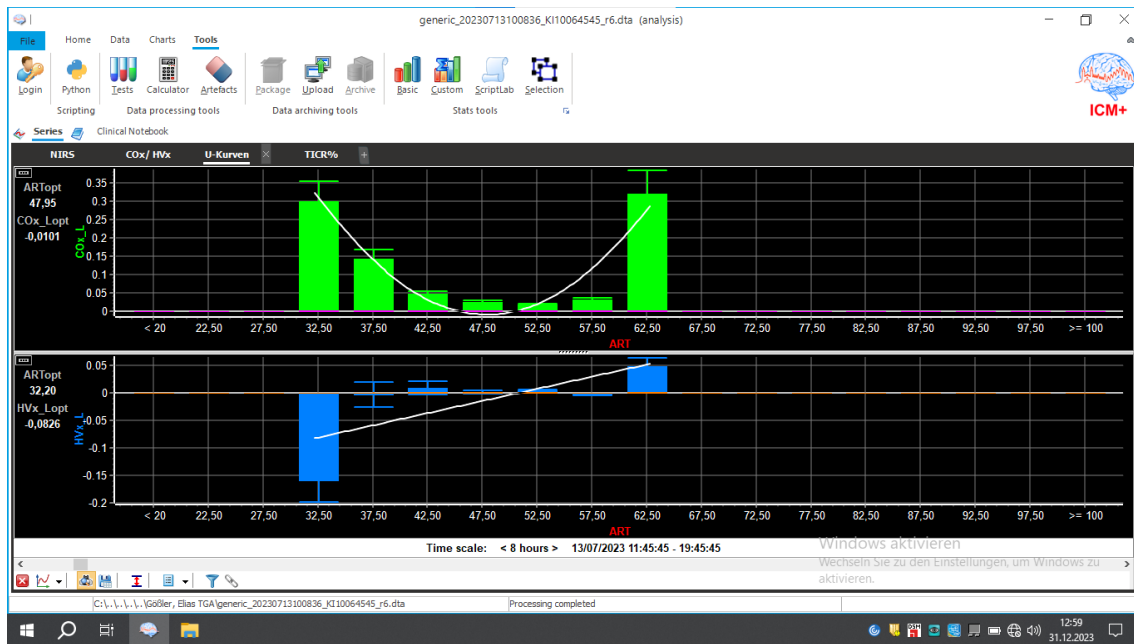 generic_20230713100836_KI10064545_r6.dta (analysis)
File Home Data Charts Tools
Login Python Tests Calculator Artefacts Package Upload Archive Basic Custom ScriptLab Selection
Scripting Data processing tools Data archiving tools Stats tools
ICM+
Series Clinical Notebook
NIRS COx/ HVx U-Kurven TICR%
ARTopt
47,95
COx_Lopt
-0,0101
COx_L
0.35
0.3
0.25
0.2
0.15
0.1
0.05
0
< 20 22,50 27,50 32,50 37,50 42,50 47,50 52,50 57,50 62,50 67,50 72,50 77,50 82,50 87,50 92,50 97,50 >= 100
ART
ARTopt
32,20
HVx_Lopt
-0,0826
HVx_L
0.05
0
-0.05
-0.1
-0.15
-0.2
< 20 22,50 27,50 32,50 37,50 42,50 47,50 52,50 57,50 62,50 67,50 72,50 77,50 82,50 87,50 92,50 97,50 >= 100
ART
Time scale: < 8 hours > 13/07/2023 11:45:45 - 19:45:45
Windows aktivieren
Wechseln Sie zu den Einstellungen, um Windows zu
aktivieren.
C:\..\..\..\..\Gößler, Elias TGA\generic_20230713100836_KI10064545_r6.dta Processing completed
12:59
31.12.2023